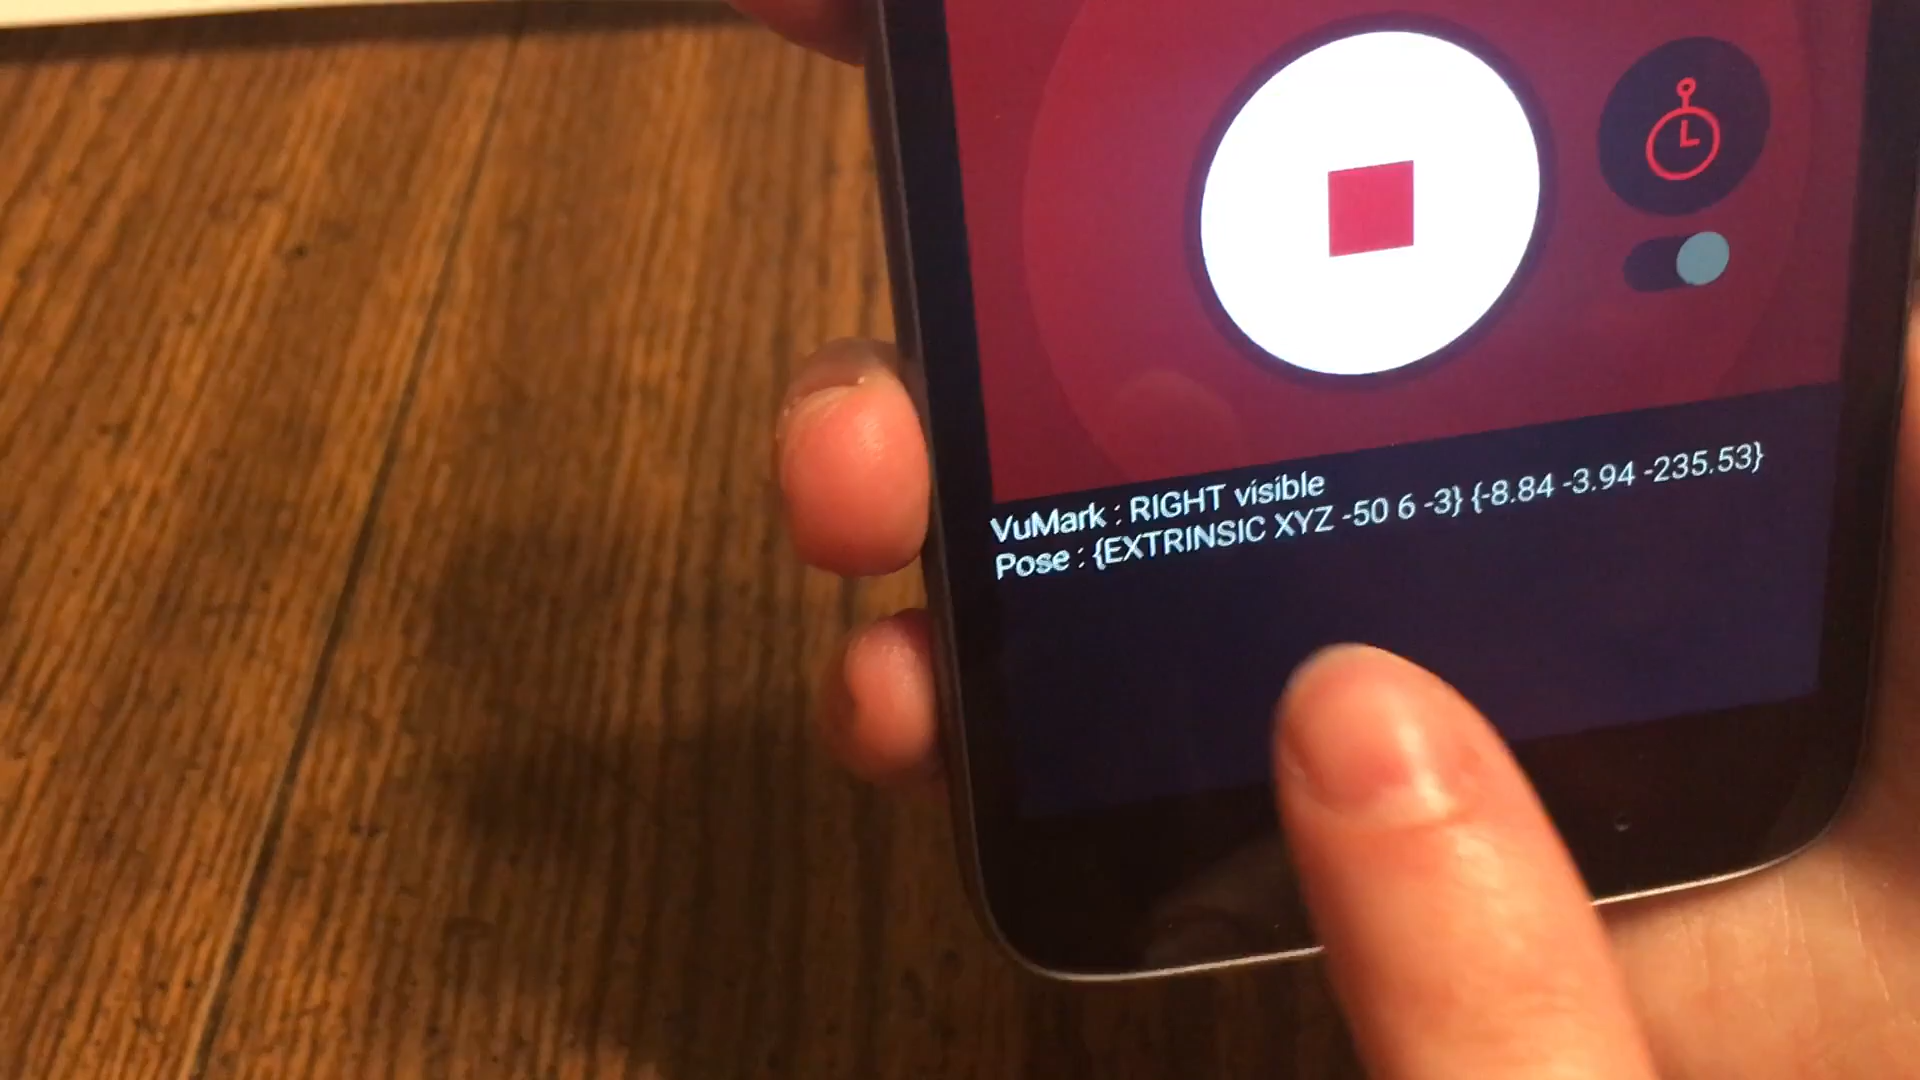 VuMark : RIGHT visible
Pose : {EXTRINSIC XYZ -50 6 -3} {-8.84 -3.94 -235.53}